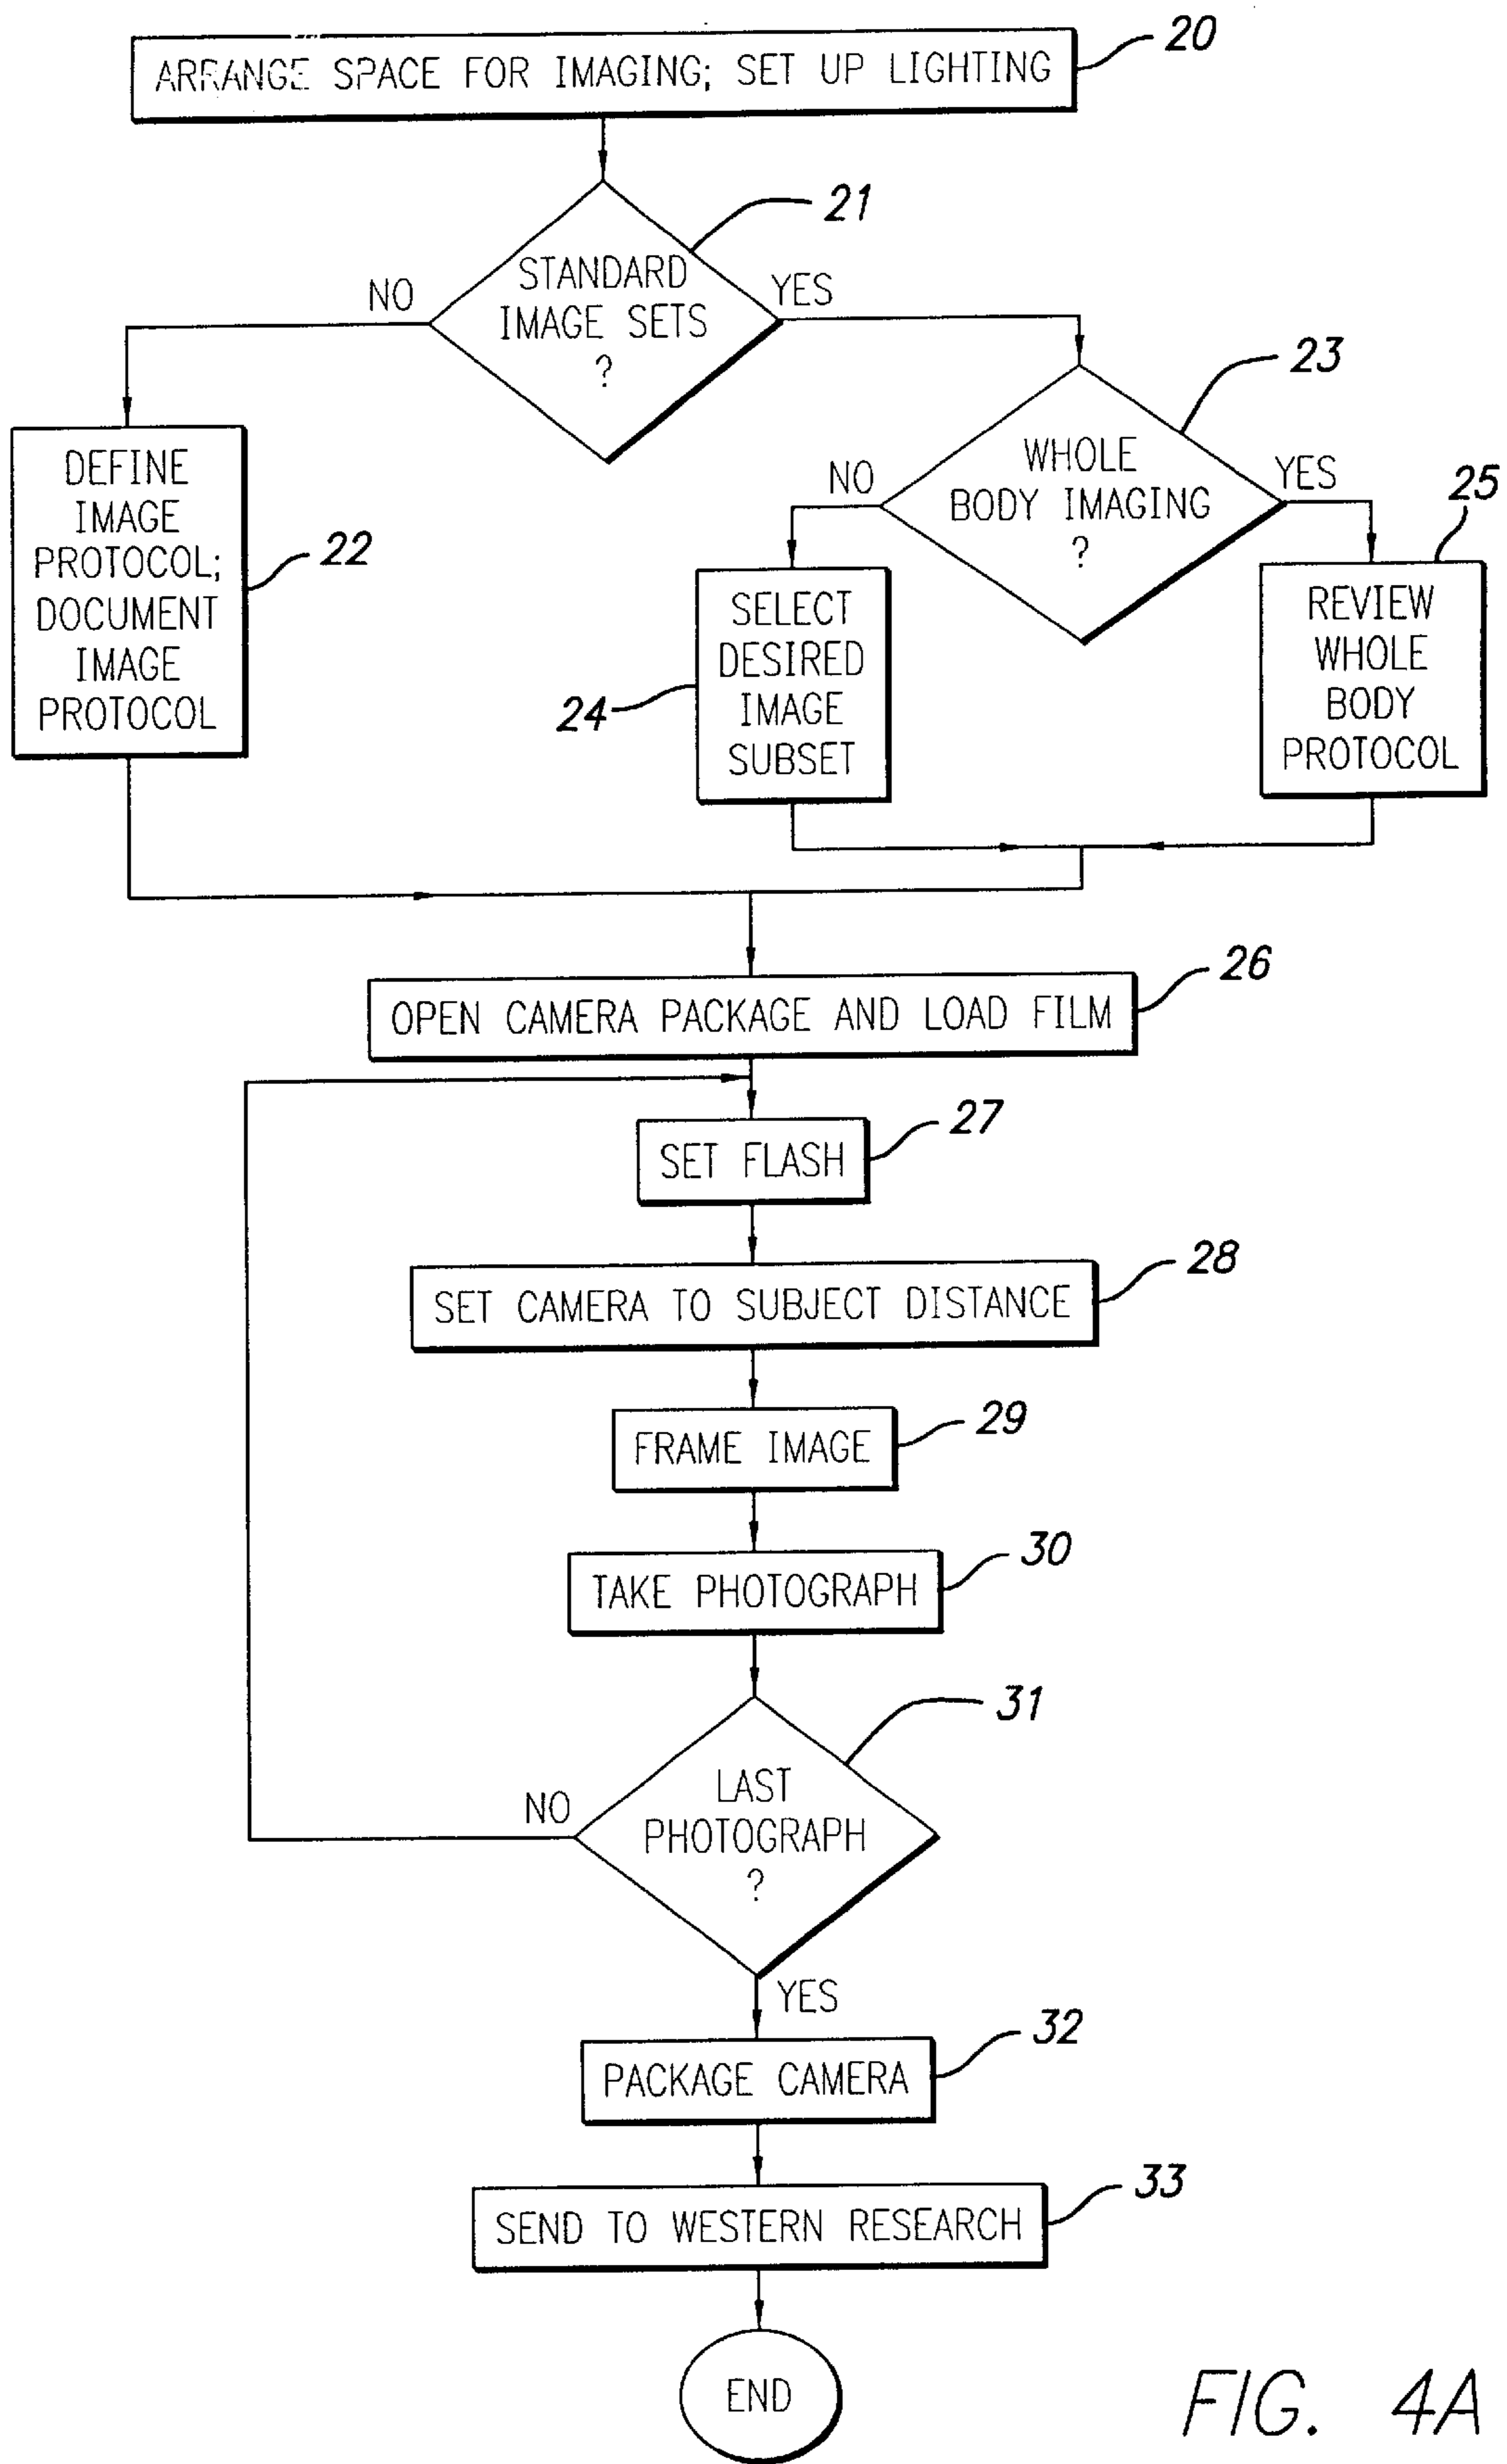 20
ARRANGE SPACE FOR IMAGING; SET UP LIGHTING
21
STANDARD
IMAGE SETS
?
NO
YES
23
WHOLE
BODY IMAGING
?
NO
YES
25
DEFINE
IMAGE
PROTOCOL;
DOCUMENT
IMAGE
PROTOCOL
22
SELECT
DESIRED
IMAGE
SUBSET
24
REVIEW
WHOLE
BODY
PROTOCOL
26
OPEN CAMERA PACKAGE AND LOAD FILM
27
SET FLASH
28
SET CAMERA TO SUBJECT DISTANCE
29
FRAME IMAGE
30
TAKE PHOTOGRAPH
31
LAST
PHOTOGRAPH
?
NO
YES
32
PACKAGE CAMERA
33
SEND TO WESTERN RESEARCH
END
FIG. 4A